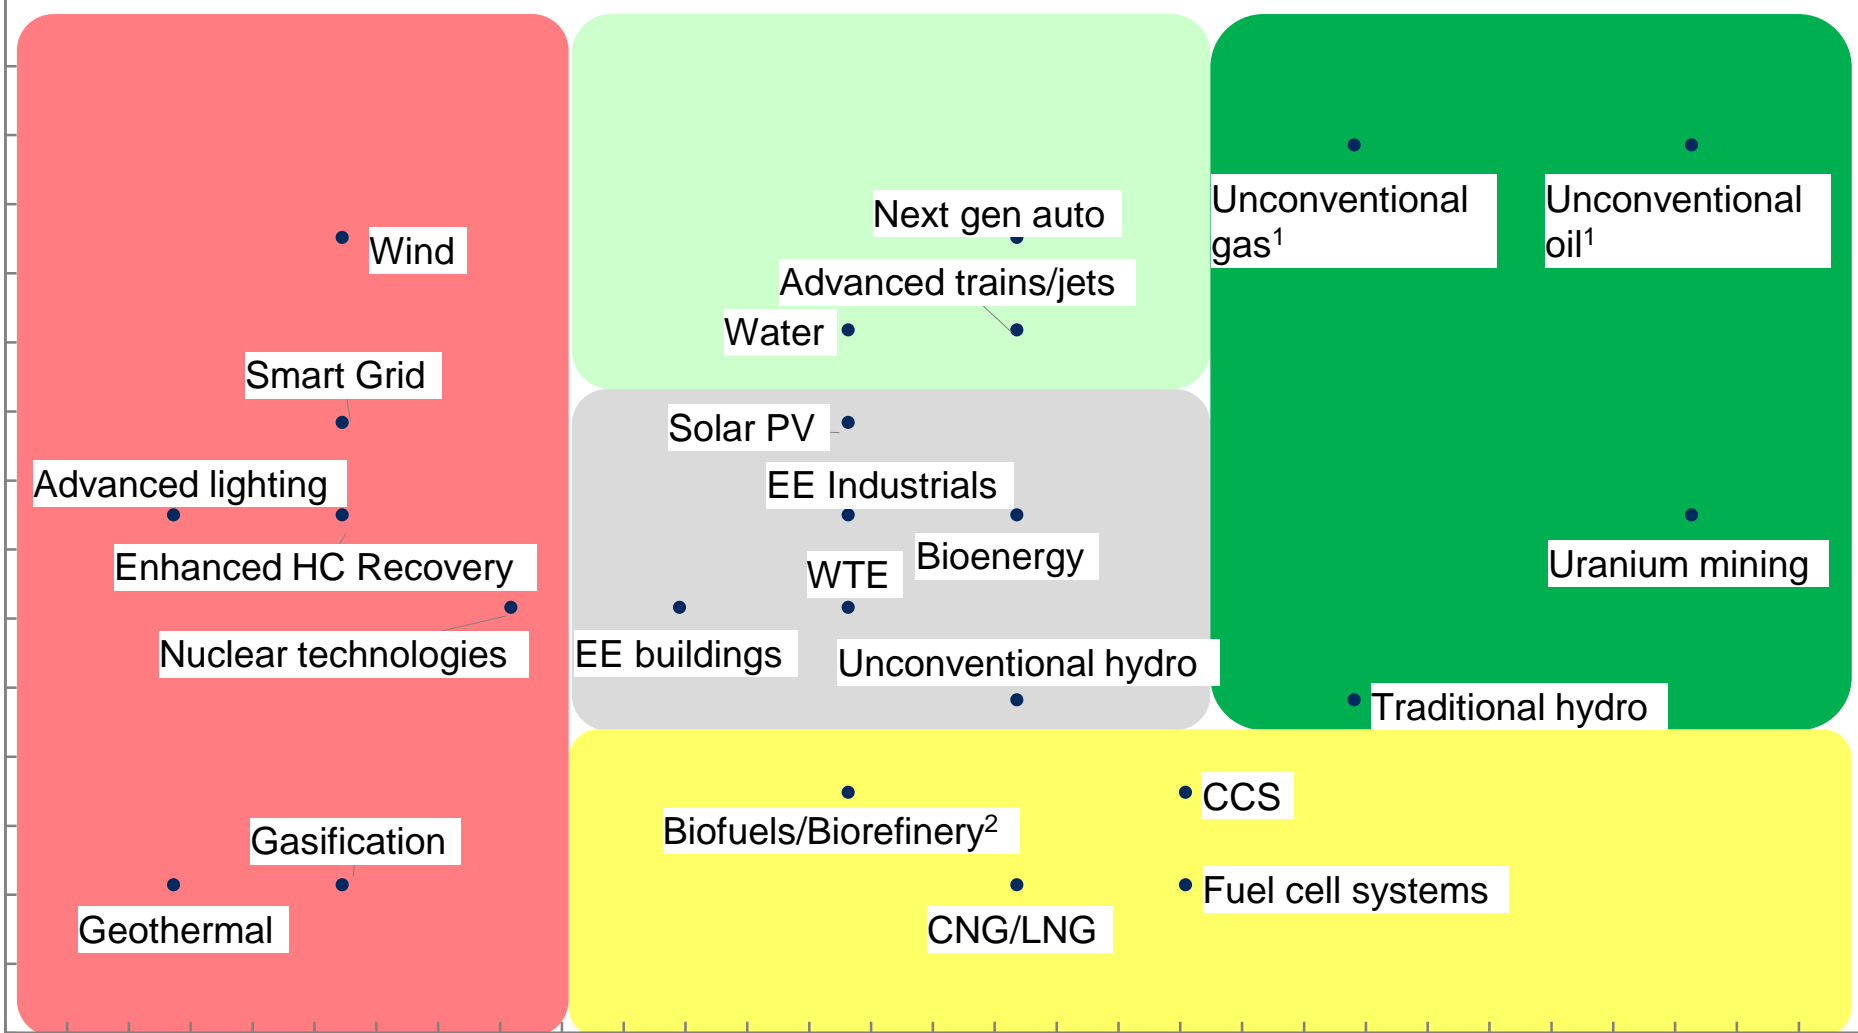 Unconventional
gas¹
Unconventional
oil¹
Next gen auto
Wind
Advanced trains/jets
Water
Smart Grid
Solar PV
Advanced lighting
EE Industrials
Enhanced HC Recovery
Bioenergy
WTE
Uranium mining
Nuclear technologies
EE buildings
Unconventional hydro
Traditional hydro
CCS
Biofuels/Biorefinery²
Gasification
Fuel cell systems
Geothermal
CNG/LNG